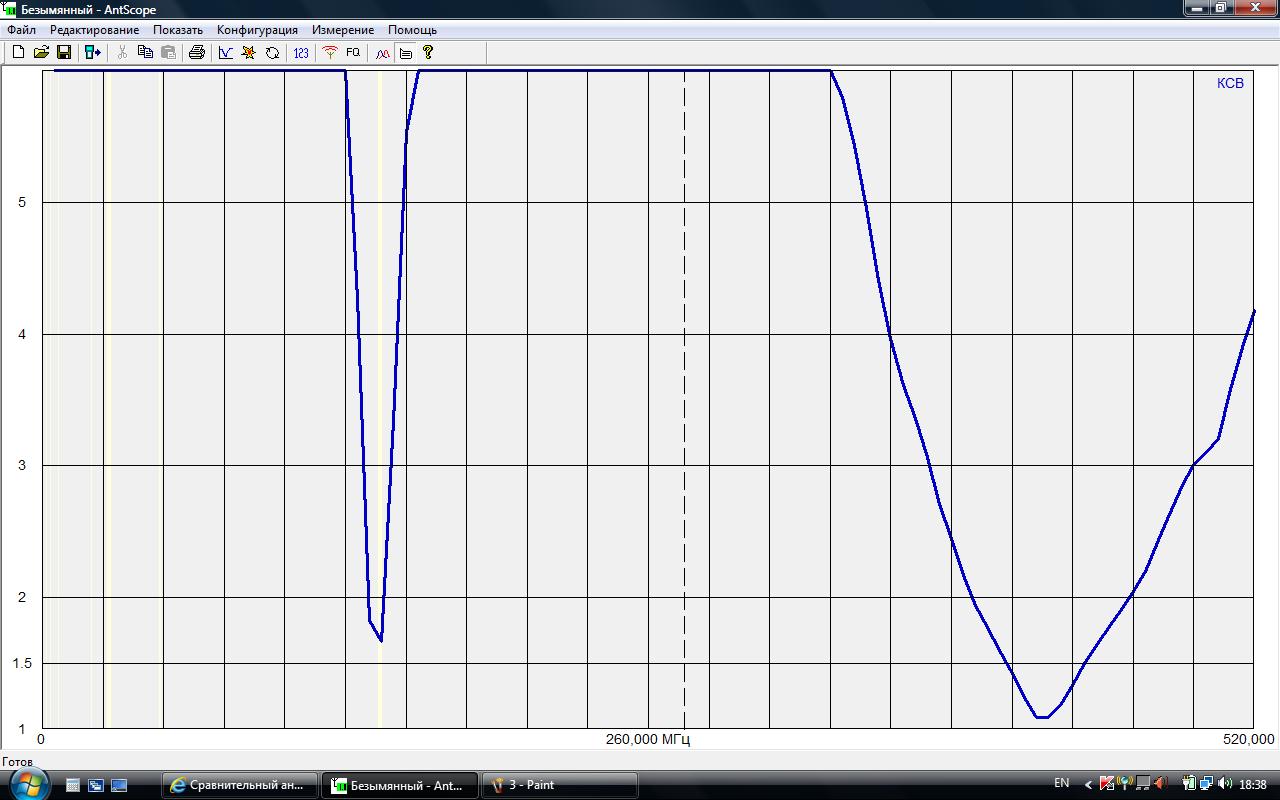 Безымянный - AntScope
Файл Редактирование Показать Конфигурация Измерение Помощь
123 FQ ?
КСВ
5
4
3
2
1.5
1
0 260,000 МГц 520,000
Готов
Сравнительный ан... Безымянный - Ant... 3 - Paint EN 18:38